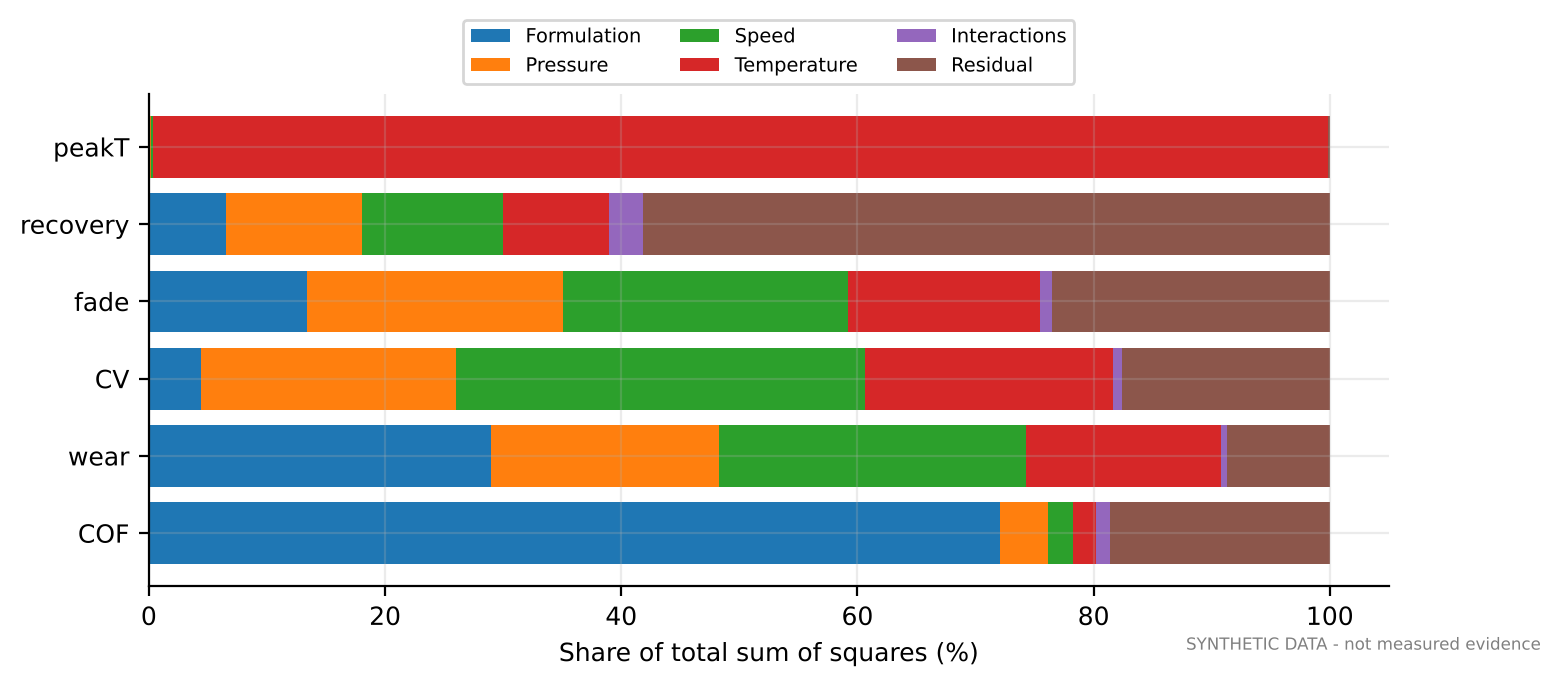 Formulation Speed Interactions
Pressure Temperature Residual
peakT
recovery
fade
CV
wear
COF
0 20 40 60 80 100
Share of total sum of squares (%)
SYNTHETIC DATA - not measured evidence